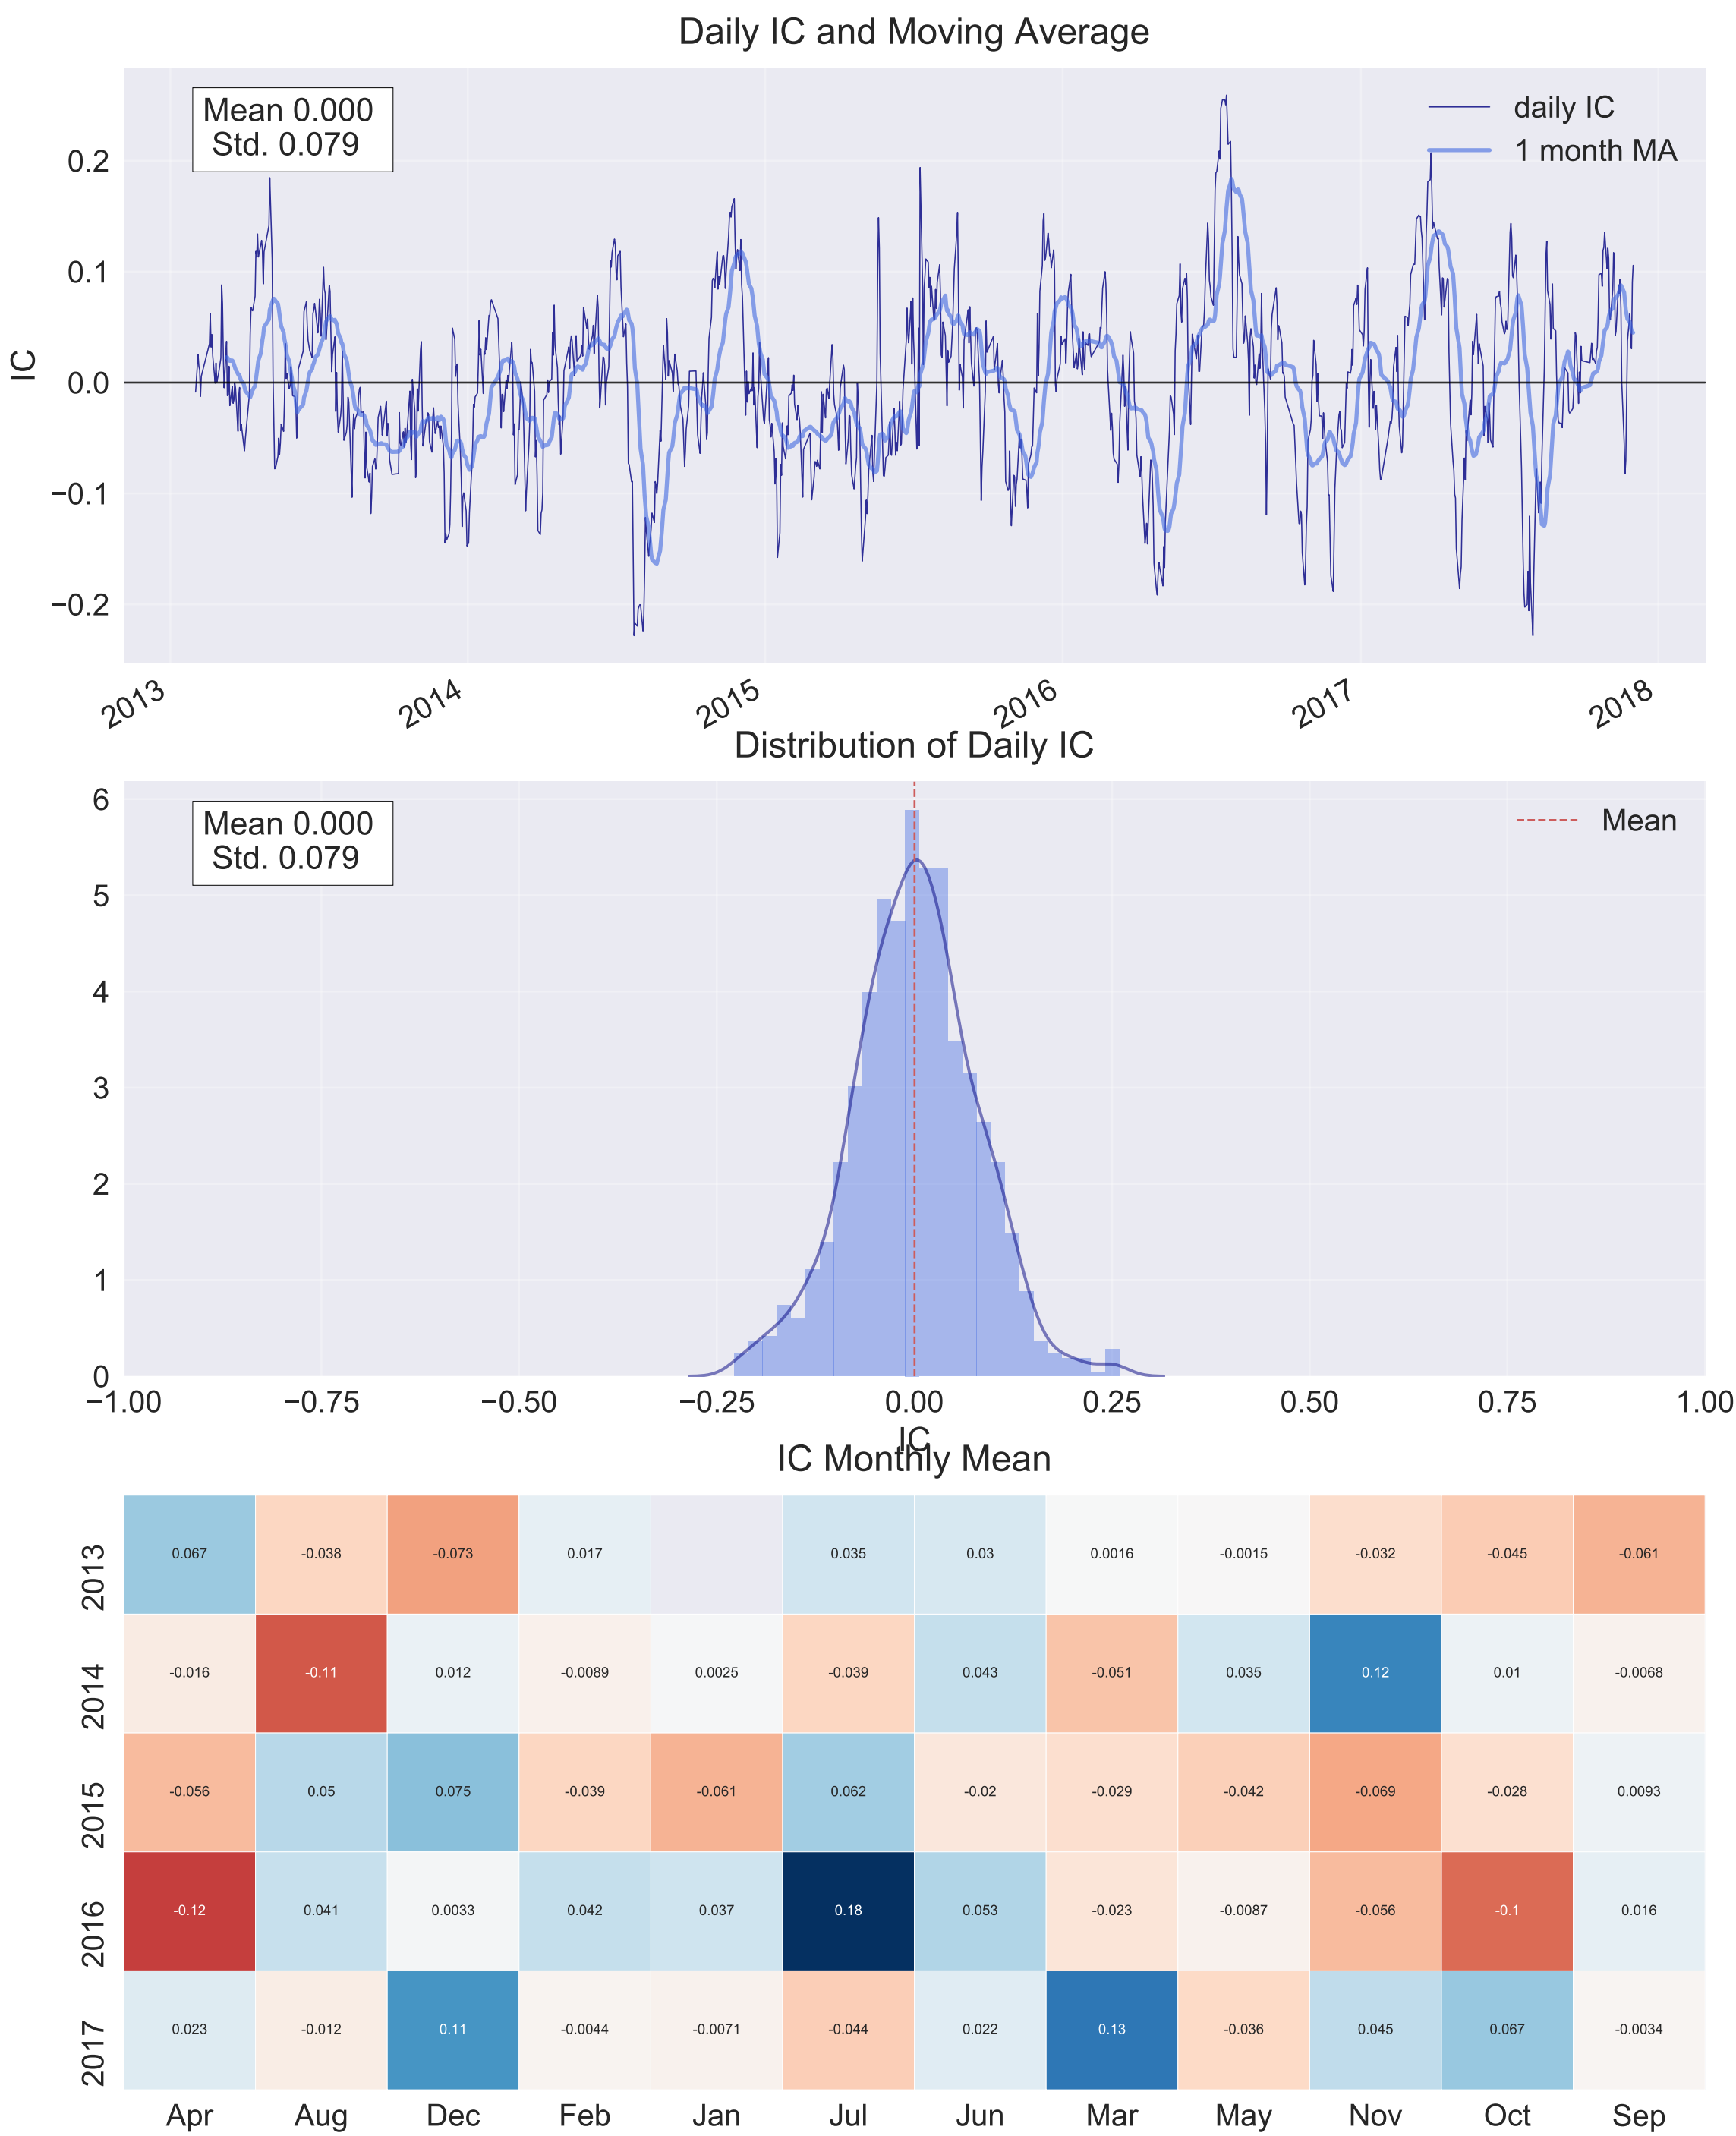 Daily IC and Moving Average
Mean 0.000
Std. 0.079
daily IC
1 month MA
IC
0.2
0.1
0.0
−0.1
−0.2
2013 2014 2015 2016 2017 2018
Distribution of Daily IC
Mean 0.000
Std. 0.079
Mean
6
5
4
3
2
1
0
−1.00 −0.75 −0.50 −0.25 0.00 0.25 0.50 0.75 1.00
IC
IC Monthly Mean
2013 0.067 -0.038 -0.073 0.017 0.035 0.03 0.0016 -0.0015 -0.032 -0.045 -0.061
2014 -0.016 -0.11 0.012 -0.0089 0.0025 -0.039 0.043 -0.051 0.035 0.12 0.01 -0.0068
2015 -0.056 0.05 0.075 -0.039 -0.061 0.062 -0.02 -0.029 -0.042 -0.069 -0.028 0.0093
2016 -0.12 0.041 0.0033 0.042 0.037 0.18 0.053 -0.023 -0.0087 -0.056 -0.1 0.016
2017 0.023 -0.012 0.11 -0.0044 -0.0071 -0.044 0.022 0.13 -0.036 0.045 0.067 -0.0034
Apr Aug Dec Feb Jan Jul Jun Mar May Nov Oct Sep